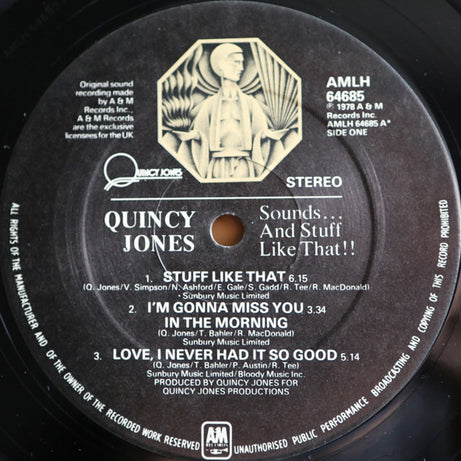 Original sound
recording made
by A & M
Records Inc.,
A & M Records
are the exclusive
licensees for the UK
AMLH
64685
℗ 1978 A & M
Records Inc.
AMLH 64685 A*
SIDE ONE
QUINCY JONES
STEREO
QUINCY
JONES
Sounds...
And Stuff
Like That!!
1. STUFF LIKE THAT 6.15
(Q. Jones/V. Simpson/N. Ashford/E. Gale/S. Gadd/R. Tee/R. MacDonald)
Sunbury Music Limited
2. I'M GONNA MISS YOU 3.34
IN THE MORNING
(Q. Jones/T. Bahler/R. MacDonald)
Sunbury Music Limited
3. LOVE, I NEVER HAD IT SO GOOD 5.14
(Q. Jones/T. Bahler/P. Austin/R. Tee)
Sunbury Music Limited/Bloody Music Inc.
PRODUCED BY QUINCY JONES FOR
QUINCY JONES PRODUCTIONS
ALL RIGHTS OF THE MANUFACTURER AND OF THE OWNER OF THE RECORDED WORK RESERVED
A&M
RECORDS
UNAUTHORISED PUBLIC PERFORMANCE BROADCASTING AND COPYING OF THIS RECORD PROHIBITED